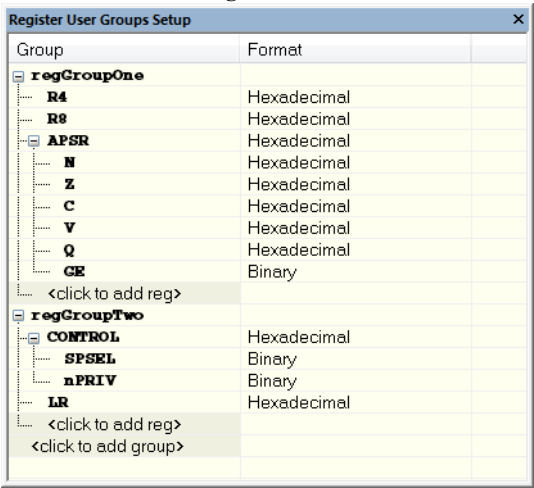 Register User Groups Setup
Group Format
regGroupOne
R4 Hexadecimal
R8 Hexadecimal
APSR Hexadecimal
N Hexadecimal
Z Hexadecimal
C Hexadecimal
V Hexadecimal
Q Hexadecimal
GE Binary
<click to add reg>
regGroupTwo
CONTROL Hexadecimal
SPSEL Binary
nPRIV Binary
LR Hexadecimal
<click to add reg>
<click to add group>